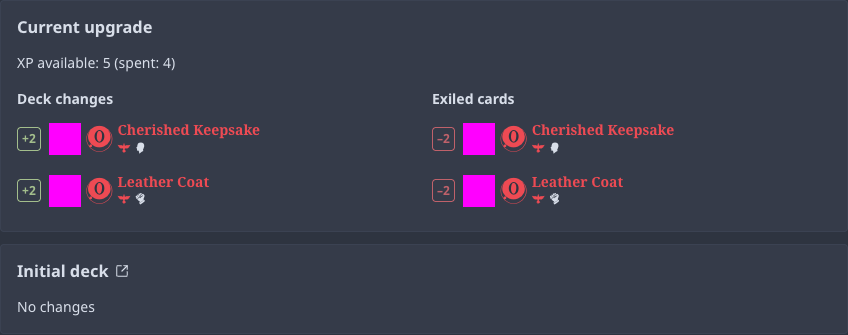 Current upgrade
XP available: 5 (spent: 4)
Deck changes
Exiled cards
+2 0 Cherished Keepsake
–2 0 Cherished Keepsake
+2 0 Leather Coat
–2 0 Leather Coat
Initial deck
No changes